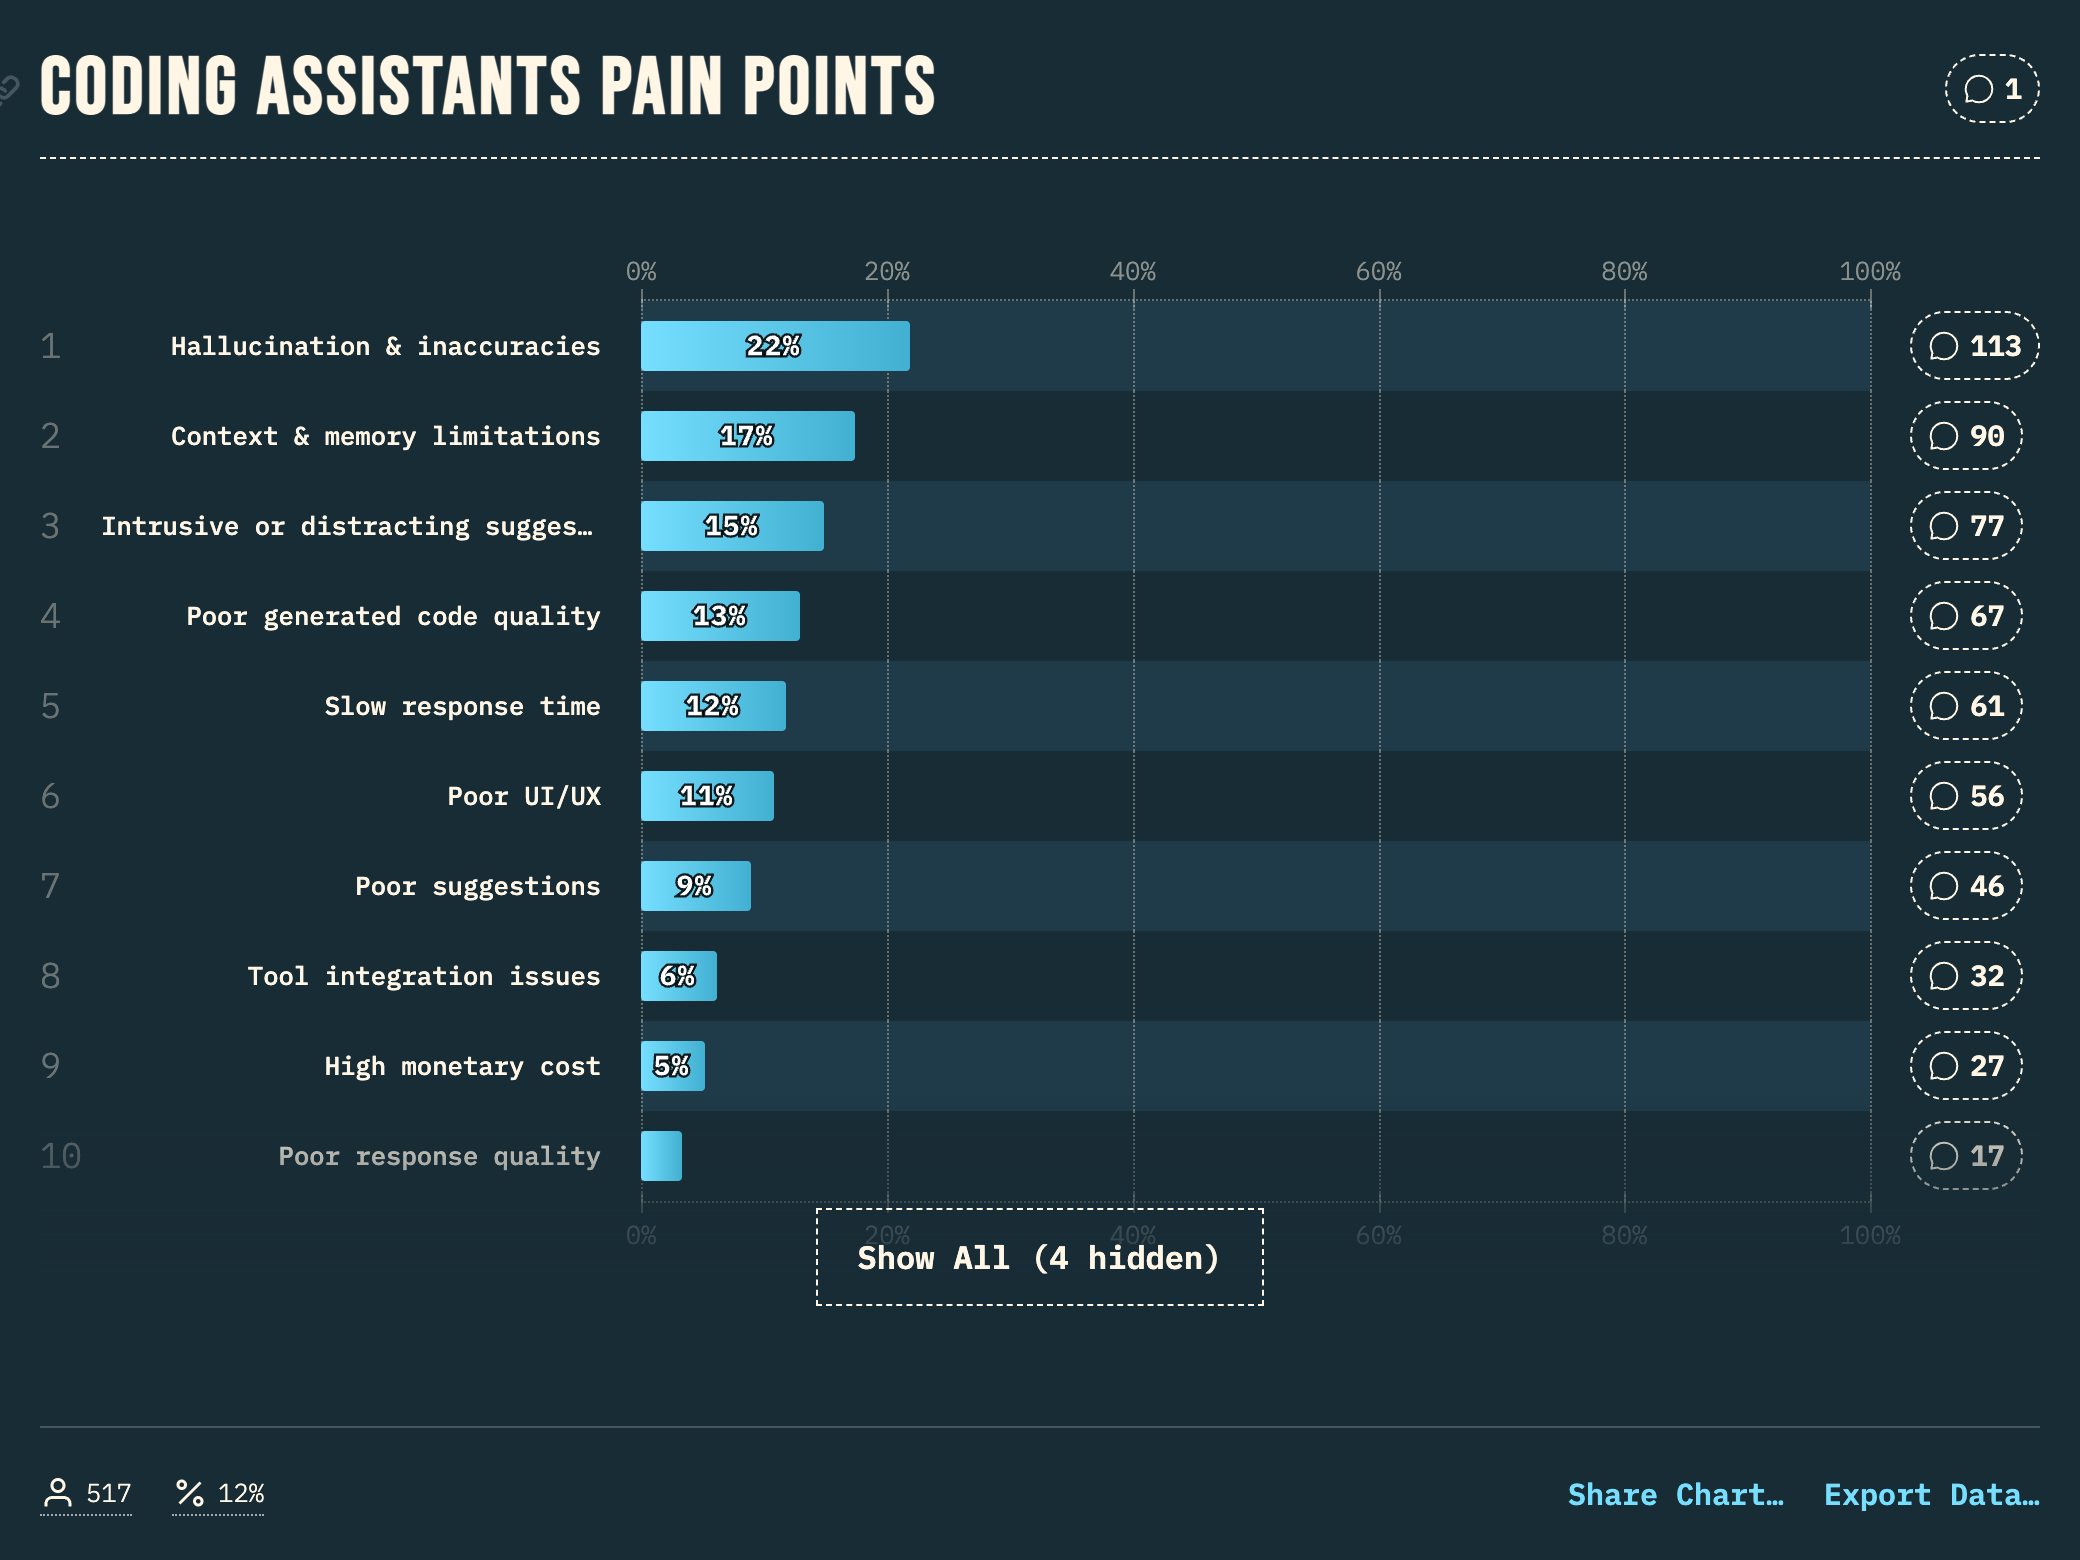 CODING ASSISTANTS PAIN POINTS
1
0% 20% 40% 60% 80% 100%
1 Hallucination & inaccuracies 22% 113
2 Context & memory limitations 17% 90
3 Intrusive or distracting sugges… 15% 77
4 Poor generated code quality 13% 67
5 Slow response time 12% 61
6 Poor UI/UX 11% 56
7 Poor suggestions 9% 46
8 Tool integration issues 6% 32
9 High monetary cost 5% 27
10 Poor response quality 17
0% 20% 40% 60% 80% 100%
Show All (4 hidden)
517 12% Share Chart… Export Data…